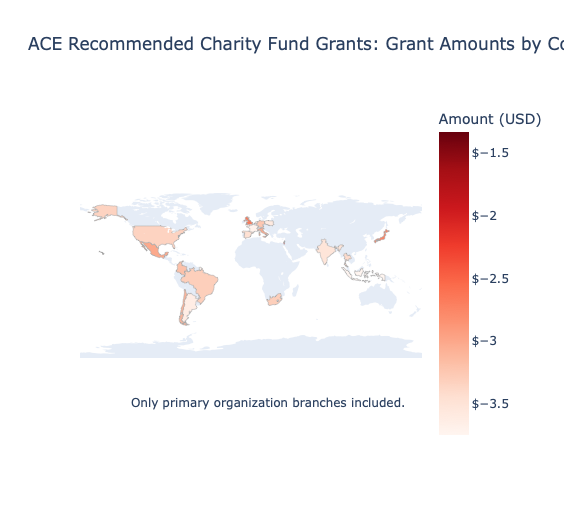 ACE Recommended Charity Fund Grants: Grant Amounts by Co
Amount (USD)
$−1.5
$−2
$−2.5
$−3
$−3.5
Only primary organization branches included.